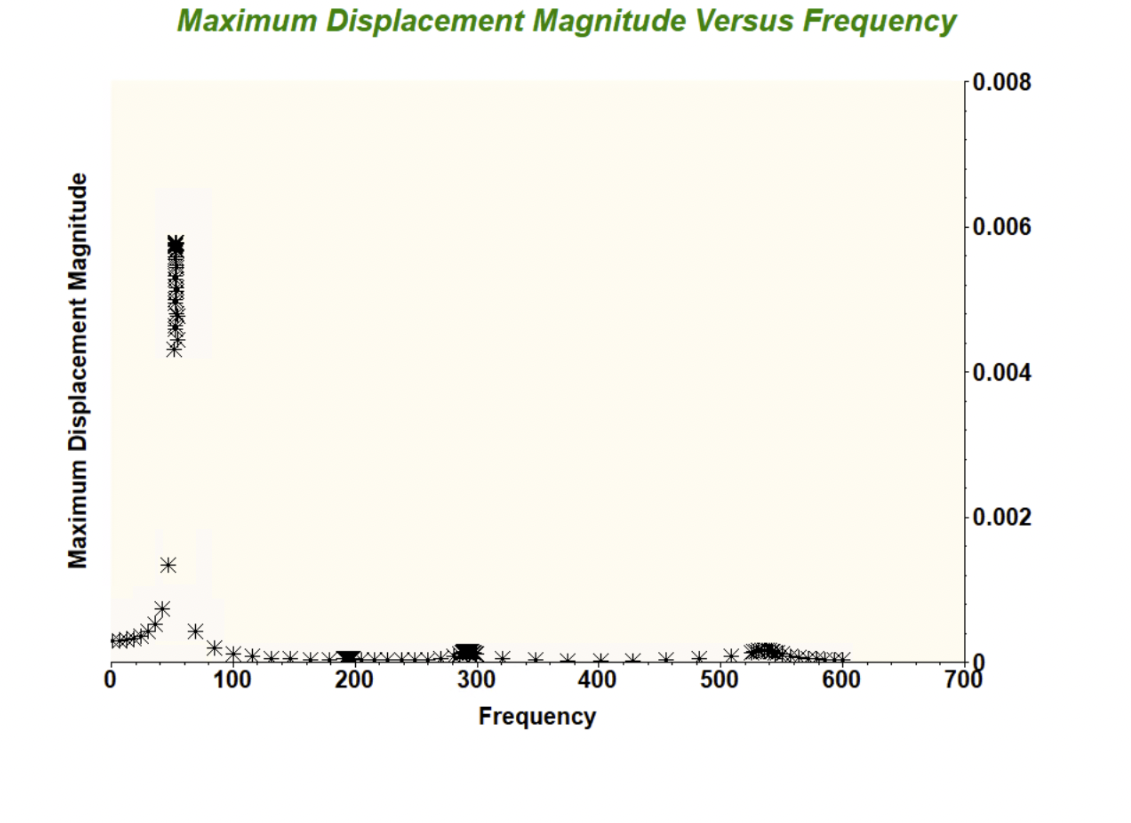 Maximum Displacement Magnitude Versus Frequency
Maximum Displacement Magnitude
0.008
0.006
0.004
0.002
0
0 100 200 300 400 500 600 700
Frequency